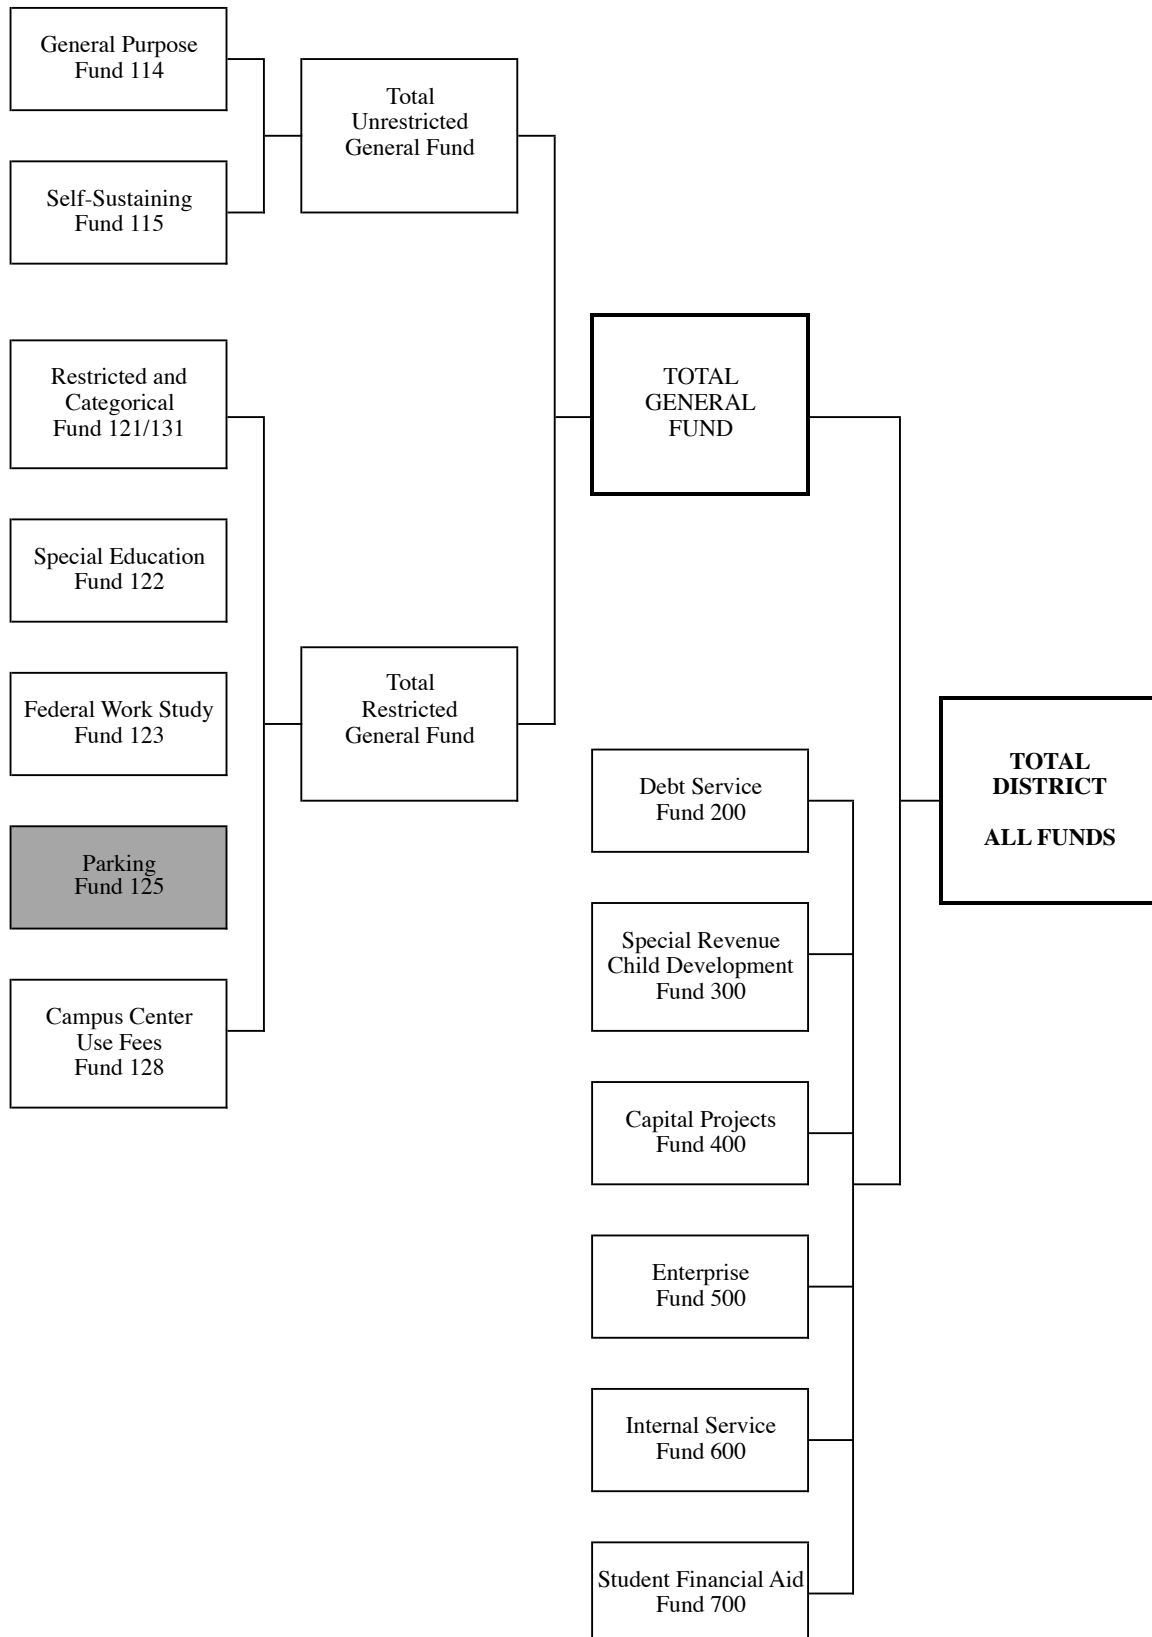 General Purpose
Fund 114
Self-Sustaining
Fund 115
Restricted and
Categorical
Fund 121/131
Special Education
Fund 122
Federal Work Study
Fund 123
Parking
Fund 125
Campus Center
Use Fees
Fund 128
Total
Unrestricted
General Fund
Total
Restricted
General Fund
TOTAL
GENERAL
FUND
Debt Service
Fund 200
Special Revenue
Child Development
Fund 300
Capital Projects
Fund 400
Enterprise
Fund 500
Internal Service
Fund 600
Student Financial Aid
Fund 700
TOTAL
DISTRICT
ALL FUNDS